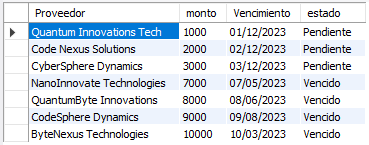 Proveedor monto Vencimiento estado
Quantum Innovations Tech 1000 01/12/2023 Pendiente
Code Nexus Solutions 2000 02/12/2023 Pendiente
CyberSphere Dynamics 3000 03/12/2023 Pendiente
NanoInnovate Technologies 7000 07/05/2023 Vencido
QuantumByte Innovations 8000 08/06/2023 Vencido
CodeSphere Dynamics 9000 09/08/2023 Vencido
ByteNexus Technologies 10000 10/03/2023 Vencido